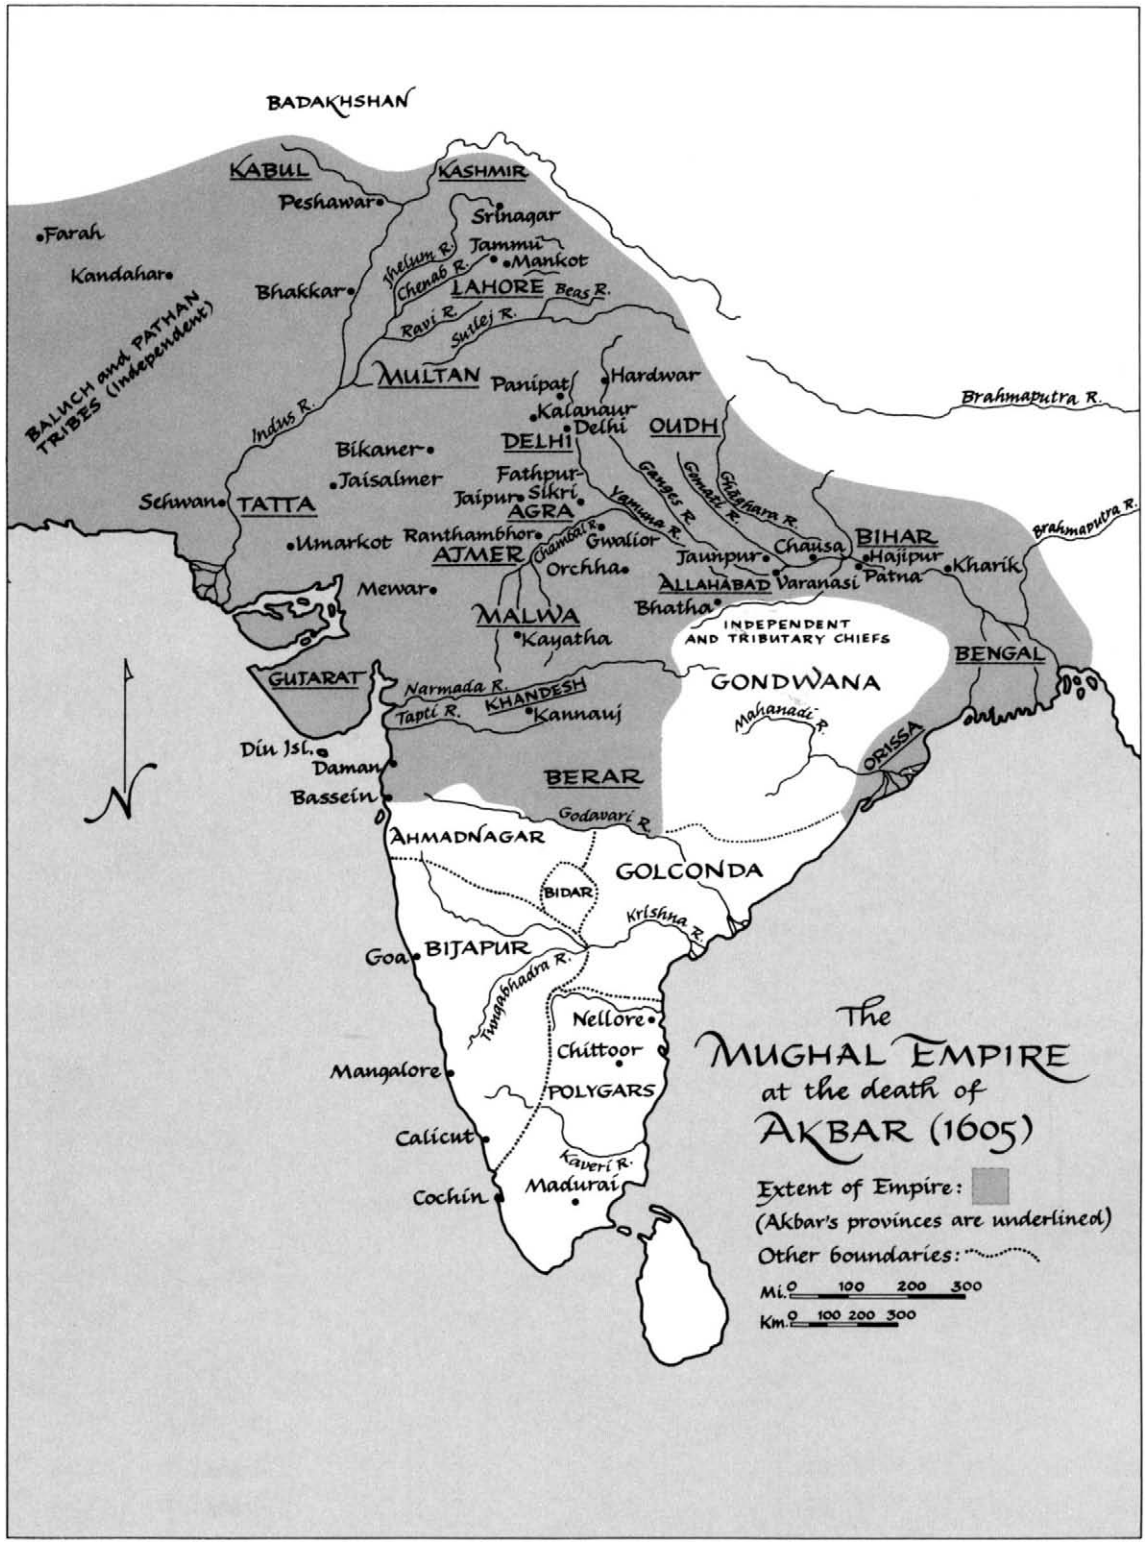 BADAKHSHAN
KABUL
KASHMIR
Peshawar
Srinagar
Farah
Jhelum R.
Jammu
Mankot
Kandahar
Chenab R.
Bhakkar
LAHORE
Beas R.
BALUCH and PATHAN
TRIBES (Independent)
Ravi R.
Sutlej R.
MULTAN
Panipat
Hardwar
Brahmaputra R.
Indus R.
Kalanaur
Delhi
OUDH
DELHI
Bikaner
Jaisalmer
Fathpur-
Sikri
Jaipur
Ganges R
Gomati R.
Ghaghara R.
Sehwan
TATTA
AGRA
Yamuna R.
Brahmaputra R.
Umarkot
Ranthambhor
Chambal R.
Gwalior
AJMER
Jaunpur
Chausa
BIHAR
Hajipur
Orchha
Patna
Kharik
ALLAHABAD
Varanasi
Mewar
Bhatha
MALWA
INDEPENDENT
AND TRIBUTARY CHIEFS
Kayatha
BENGAL
GUJARAT
Narmada R.
KHANDESH
GONDWANA
Tapti R.
Kannauj
Mahanadi R.
Diu Isl.
ORISSA
Daman
BERAR
Bassein
Godavari R
AHMADNAGAR
GOLCONDA
BIDAR
Krishna R.
Goa
BIJAPUR
Tungabhadra R.
Nellore
Chittoor
Mangalore
POLYGARS
Calicut
Kaveri R.
Cochin
Madurai
N
The
MUGHAL EMPIRE
at the death of
AKBAR (1605)
Extent of Empire:
(Akbar's provinces are underlined)
Other boundaries:
Mi. 0 100 200 300
Km. 0 100 200 300